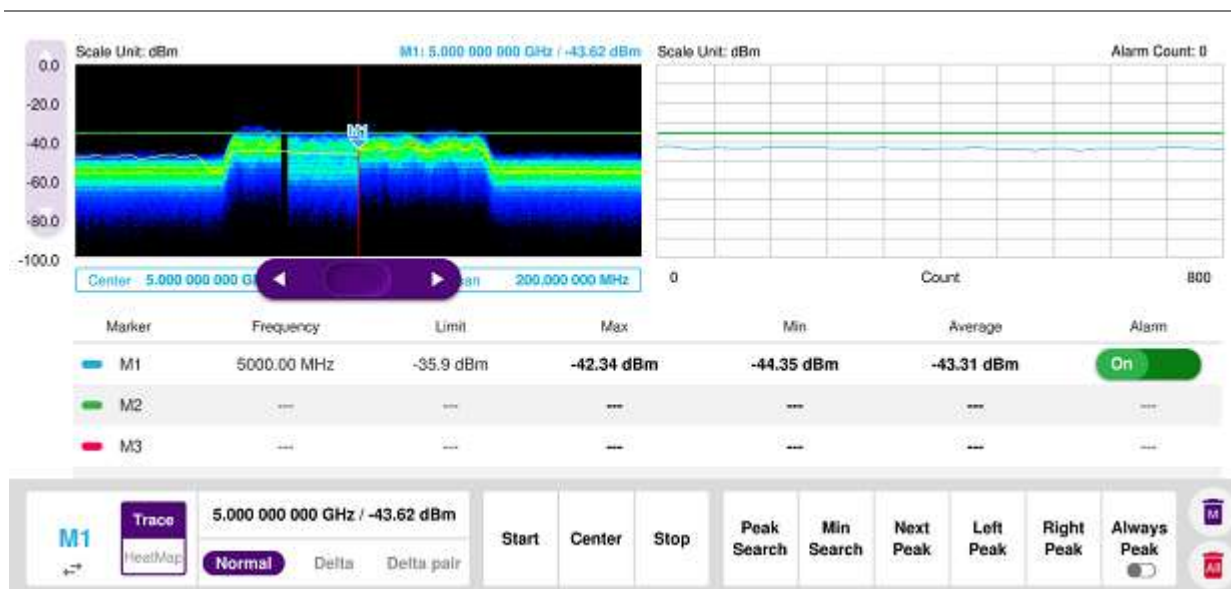 Scale Unit: dBm M1: 5.000 000 000 GHz / -43.62 dBm Scale Unit: dBm Alarm Count: 0
0.0
-20.0
-40.0
-60.0
-80.0
-100.0
M1
Center 5.000 000 000 G 200.000 000 MHz 0 Count 800
Marker Frequency Limit Max Min Average Alarm
M1 5000.00 MHz -35.9 dBm -42.34 dBm -44.35 dBm -43.31 dBm On
M2 --- --- --- --- --- ---
M3 --- --- --- --- --- ---
M1
Trace
HeatMap
5.000 000 000 GHz / -43.62 dBm
Normal Delta Delta pair
Start Center Stop
Peak Search
Min Search
Next Peak
Left Peak
Right Peak
Always Peak
M
All